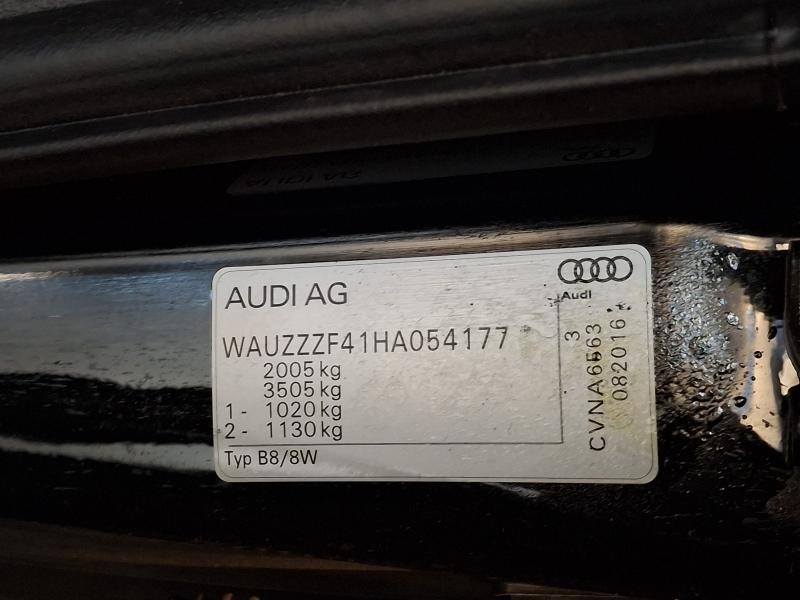 AUDI AG
Audi
WAUZZZF41HA054177
2005 kg
3505 kg
1- 1020 kg
2- 1130 kg
Typ B8/8W
3
CVNA6563
082016